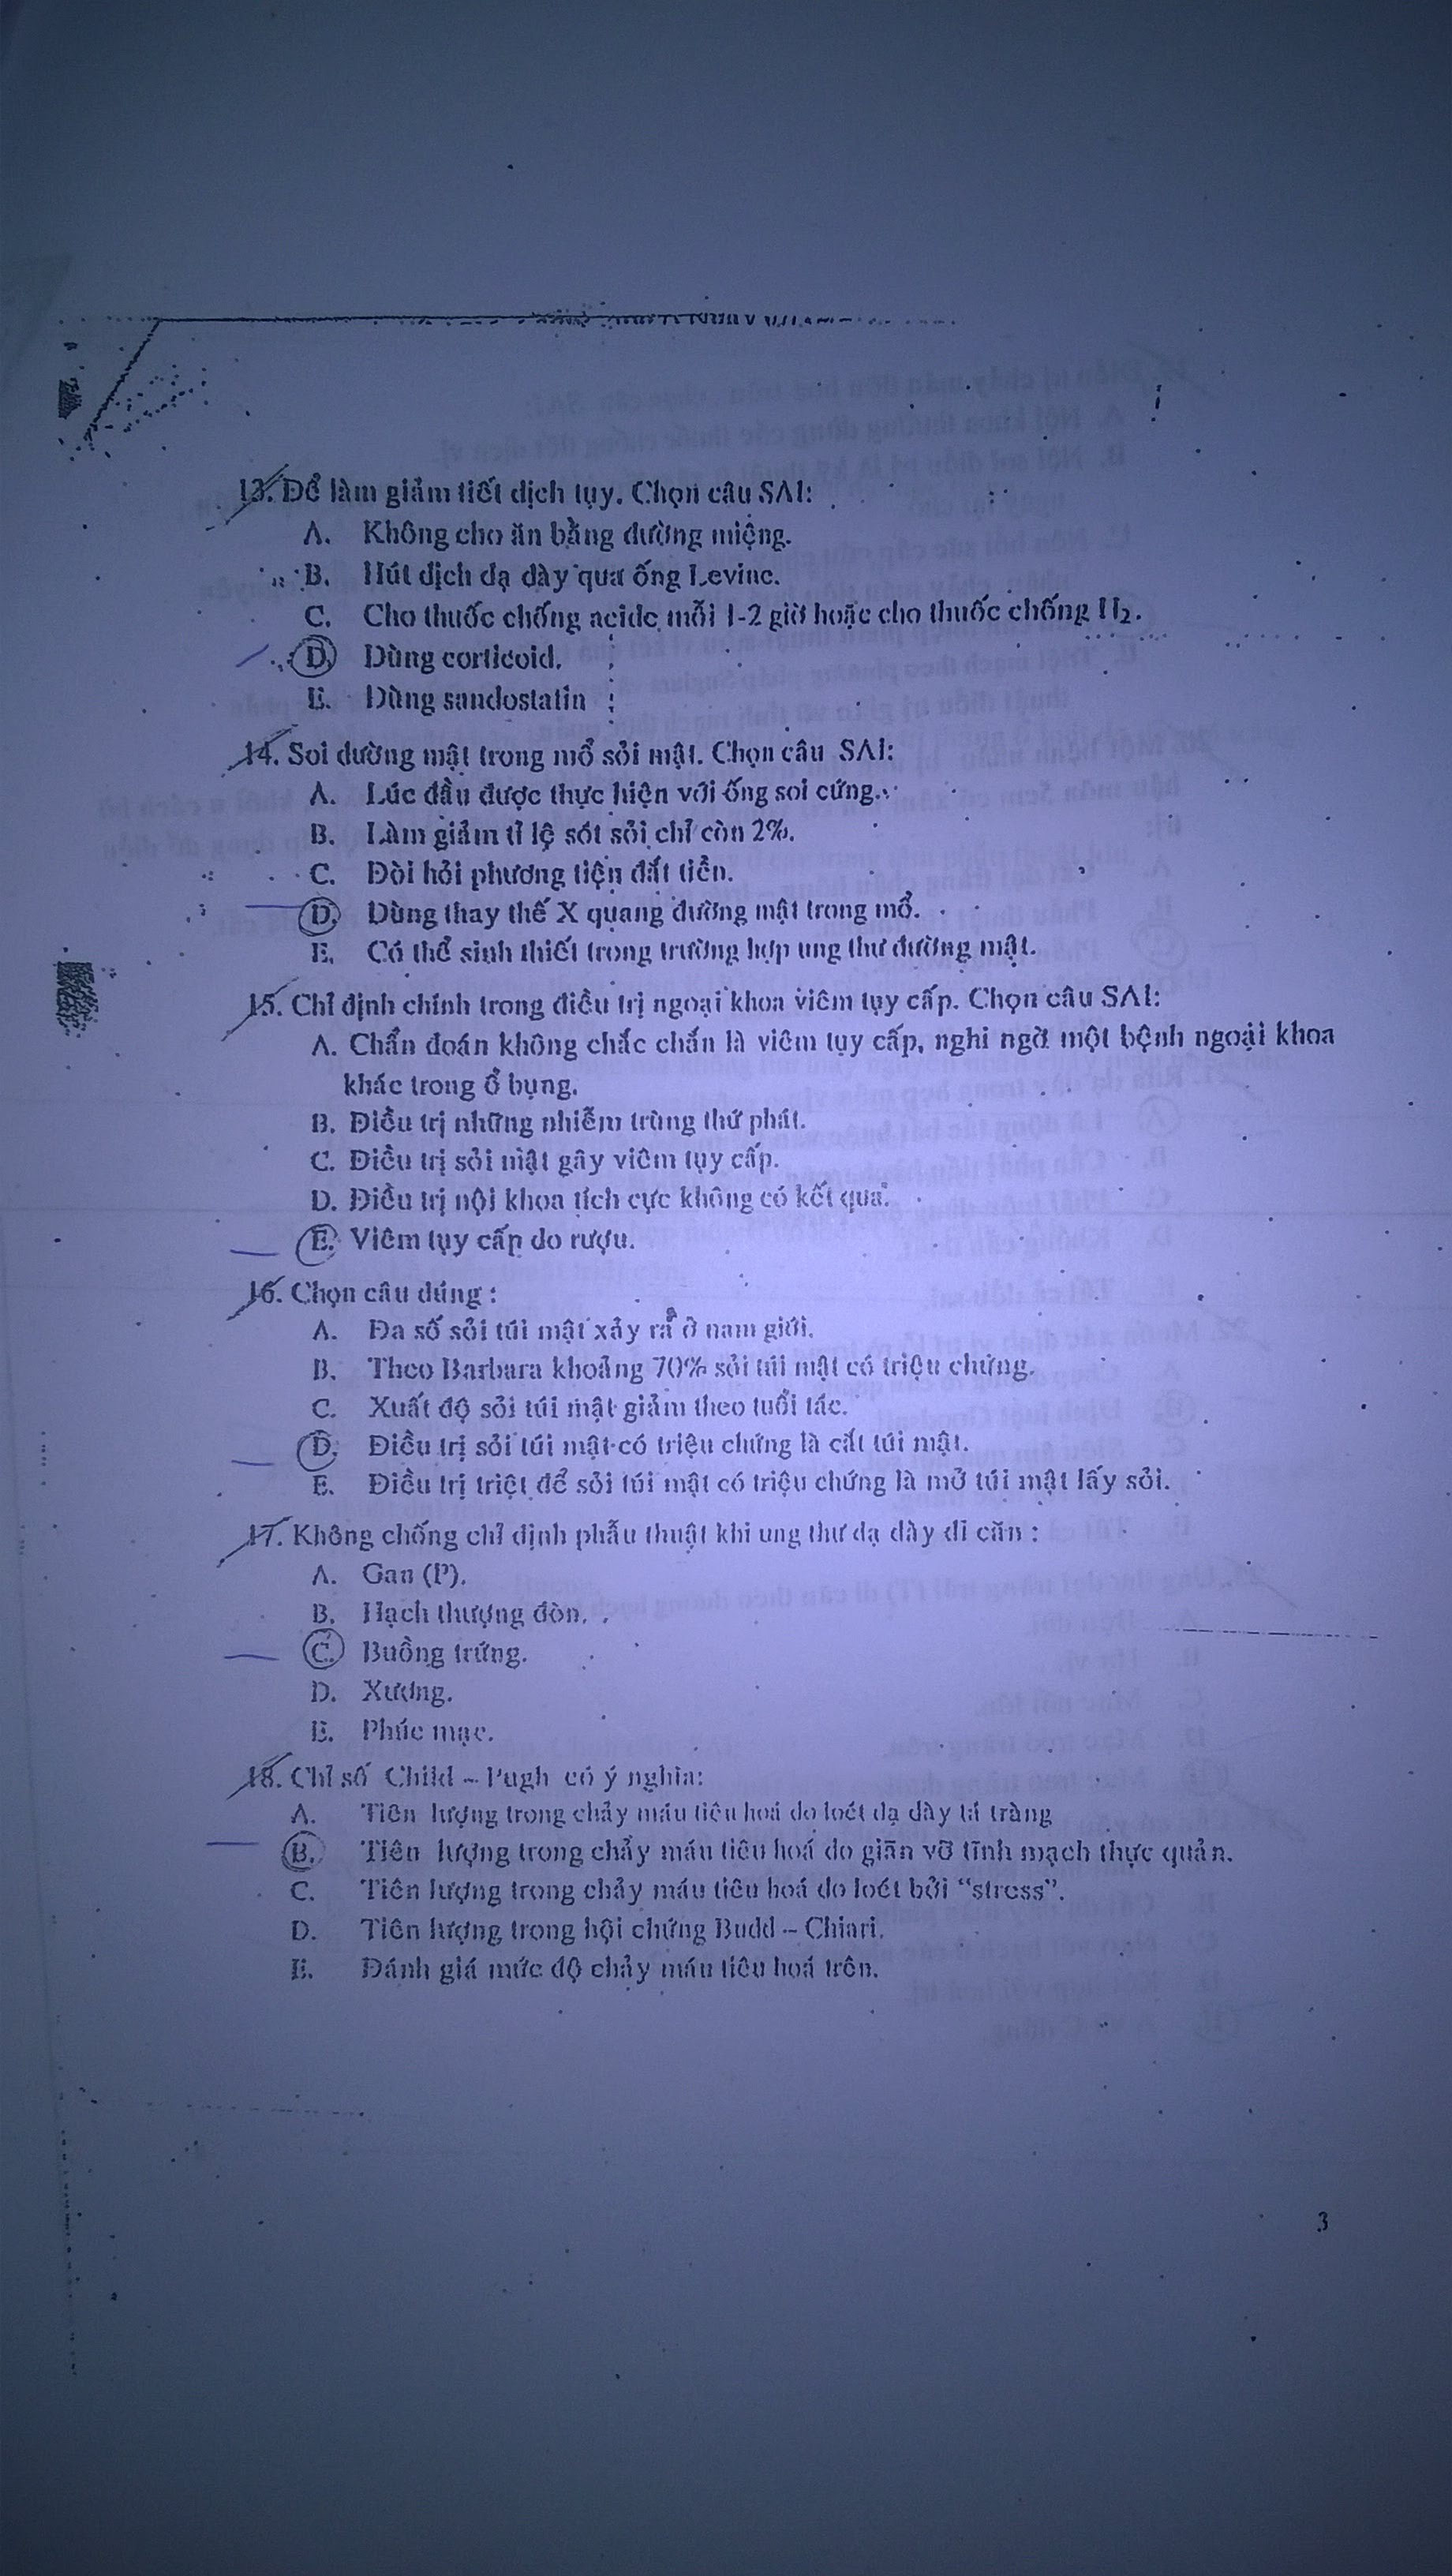 13. Để làm giảm tiết dịch tụy. Chọn câu SAI:
A. Không cho ăn bằng đường miệng.
B. Hút dịch dạ dày qua ống Levine.
C. Cho thuốc chống acide mỗi 1-2 giờ hoặc cho thuốc chống H₂.
D. Dùng corticoid.
E. Dùng sandostatin
14. Soi đường mật trong mổ sỏi mật. Chọn câu SAI:
A. Lúc đầu được thực hiện với ống soi cứng.
B. Làm giảm tỉ lệ sót sỏi chỉ còn 2%.
C. Đòi hỏi phương tiện đắt tiền.
D. Dùng thay thế X quang đường mật trong mổ.
E. Có thể sinh thiết trong trường hợp ung thư đường mật.
15. Chỉ định chính trong điều trị ngoại khoa viêm tụy cấp. Chọn câu SAI:
A. Chẩn đoán không chắc chắn là viêm tụy cấp, nghi ngờ một bệnh ngoại khoa
khác trong ổ bụng.
B. Điều trị những nhiễm trùng thứ phát.
C. Điều trị sỏi mật gây viêm tụy cấp.
D. Điều trị nội khoa tích cực không có kết quả.
E. Viêm tụy cấp do rượu.
16. Chọn câu đúng :
A. Đa số sỏi túi mật xảy ra ở nam giới.
B. Theo Barbara khoảng 70% sỏi túi mật có triệu chứng.
C. Xuất độ sỏi túi mật giảm theo tuổi tác.
D. Điều trị sỏi túi mật có triệu chứng là cắt túi mật.
E. Điều trị triệt để sỏi túi mật có triệu chứng là mở túi mật lấy sỏi.
17. Không chống chỉ định phẫu thuật khi ung thư dạ dày di căn :
A. Gan (P).
B. Hạch thượng đòn.
C. Buồng trứng.
D. Xương.
E. Phúc mạc.
18. Chỉ số Child – Pugh có ý nghĩa:
A. Tiên lượng trong chảy máu tiêu hoá do loét dạ dày tá tràng
B. Tiên lượng trong chảy máu tiêu hoá do giãn vỡ tĩnh mạch thực quản.
C. Tiên lượng trong chảy máu tiêu hoá do loét bởi “stress”.
D. Tiên lượng trong hội chứng Budd – Chiari.
E. Đánh giá mức độ chảy máu tiêu hoá trên.
3